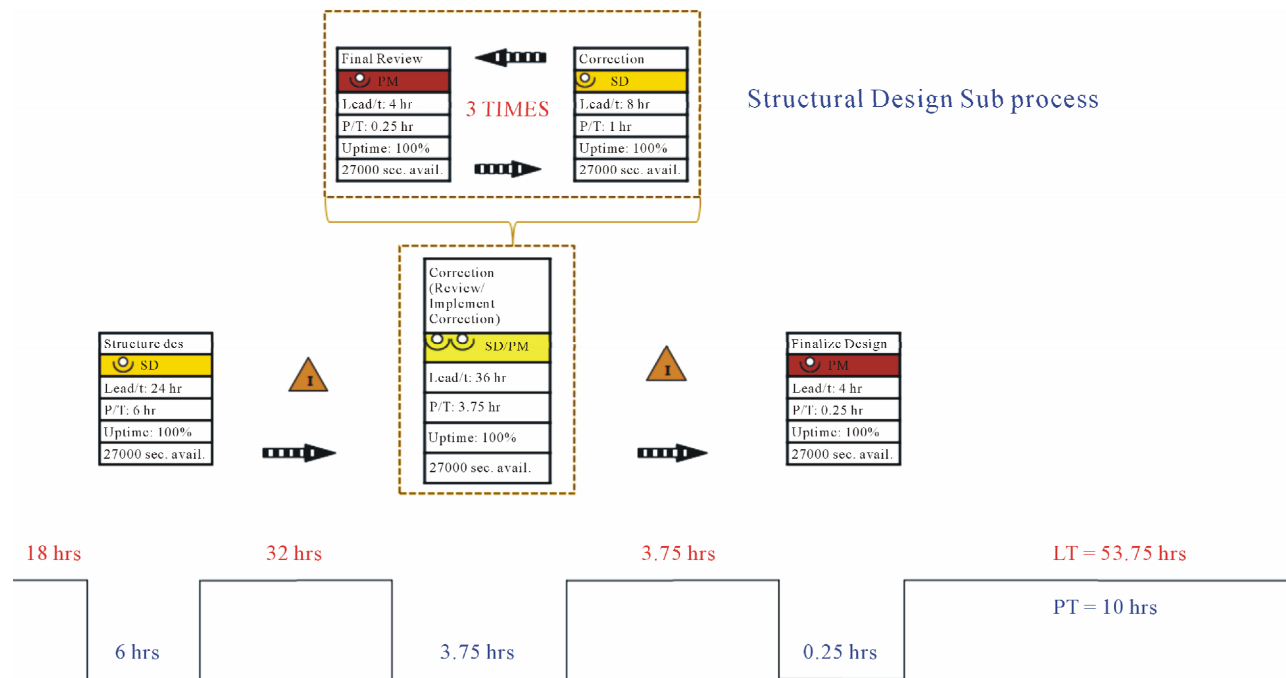 Final Review
PM
Lead/t: 4 hr
P/T: 0.25 hr
Uptime: 100%
27000 sec. avail.
3 TIMES
Correction
SD
Lead/t: 8 hr
P/T: 1 hr
Uptime: 100%
27000 sec. avail.
Structural Design Sub process
Structure des
SD
Lead/t: 24 hr
P/T: 6 hr
Uptime: 100%
27000 sec. avail.
I
Correction
(Review/
Implement
Correction)
SD/PM
Lead/t: 36 hr
P/T: 3.75 hr
Uptime: 100%
27000 sec. avail.
I
Finalize Design
PM
Lead/t: 4 hr
P/T: 0.25 hr
Uptime: 100%
27000 sec. avail.
18 hrs
32 hrs
3.75 hrs
LT = 53.75 hrs
6 hrs
3.75 hrs
0.25 hrs
PT = 10 hrs